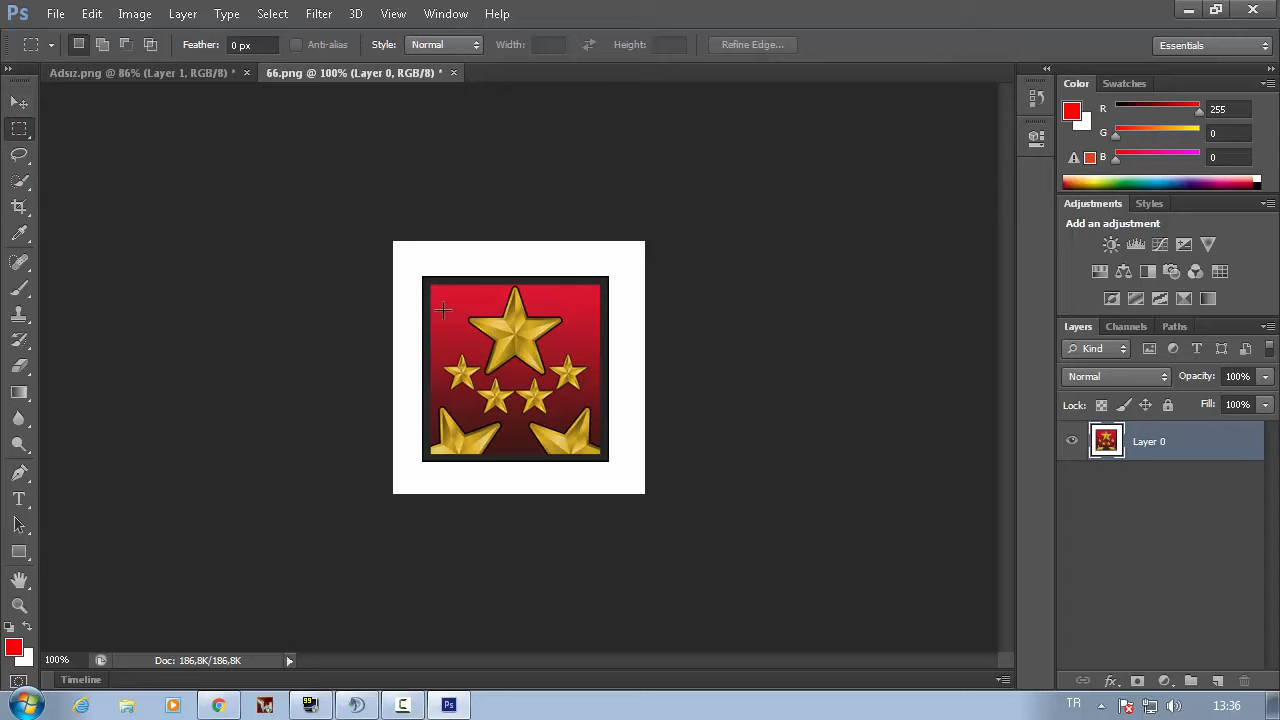 Ps File Edit Image Layer Type Select Filter 3D View Window Help
Feather: 0 px Anti-alias Style: Normal Width: Height: Refine Edge... Essentials
Adsız.png @ 86% (Layer 1, RGB/8) * × 66.png @ 100% (Layer 0, RGB/8) * ×
Color Swatches
R 255
G 0
B 0
Adjustments Styles
Add an adjustment
Layers Channels Paths
Kind
Normal Opacity: 100%
Lock: Fill: 100%
Layer 0
100% Doc: 186,8K/186,8K
Timeline
TR 13:36